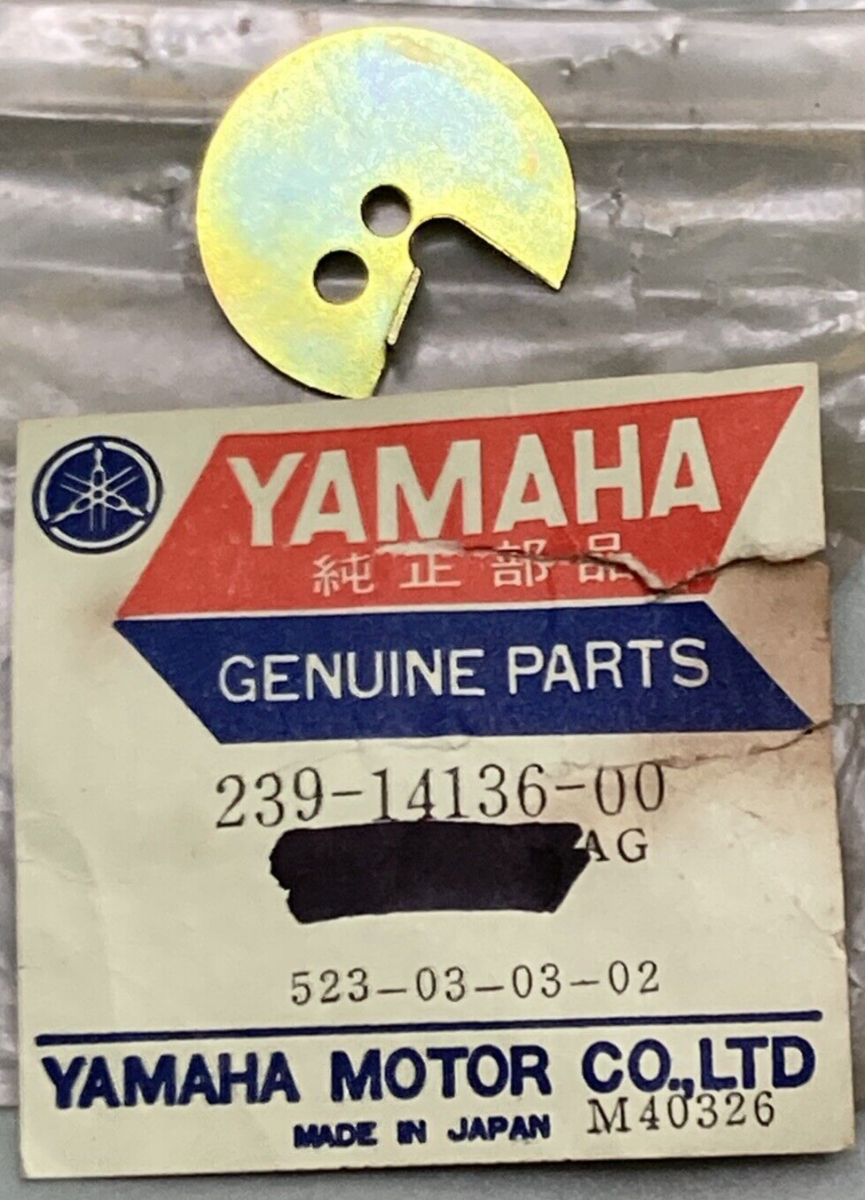 YAMAHA
純正部品
GENUINE PARTS
239-14136-00
AG
523-03-03-02
YAMAHA MOTOR CO.,LTD
MADE IN JAPAN M40326